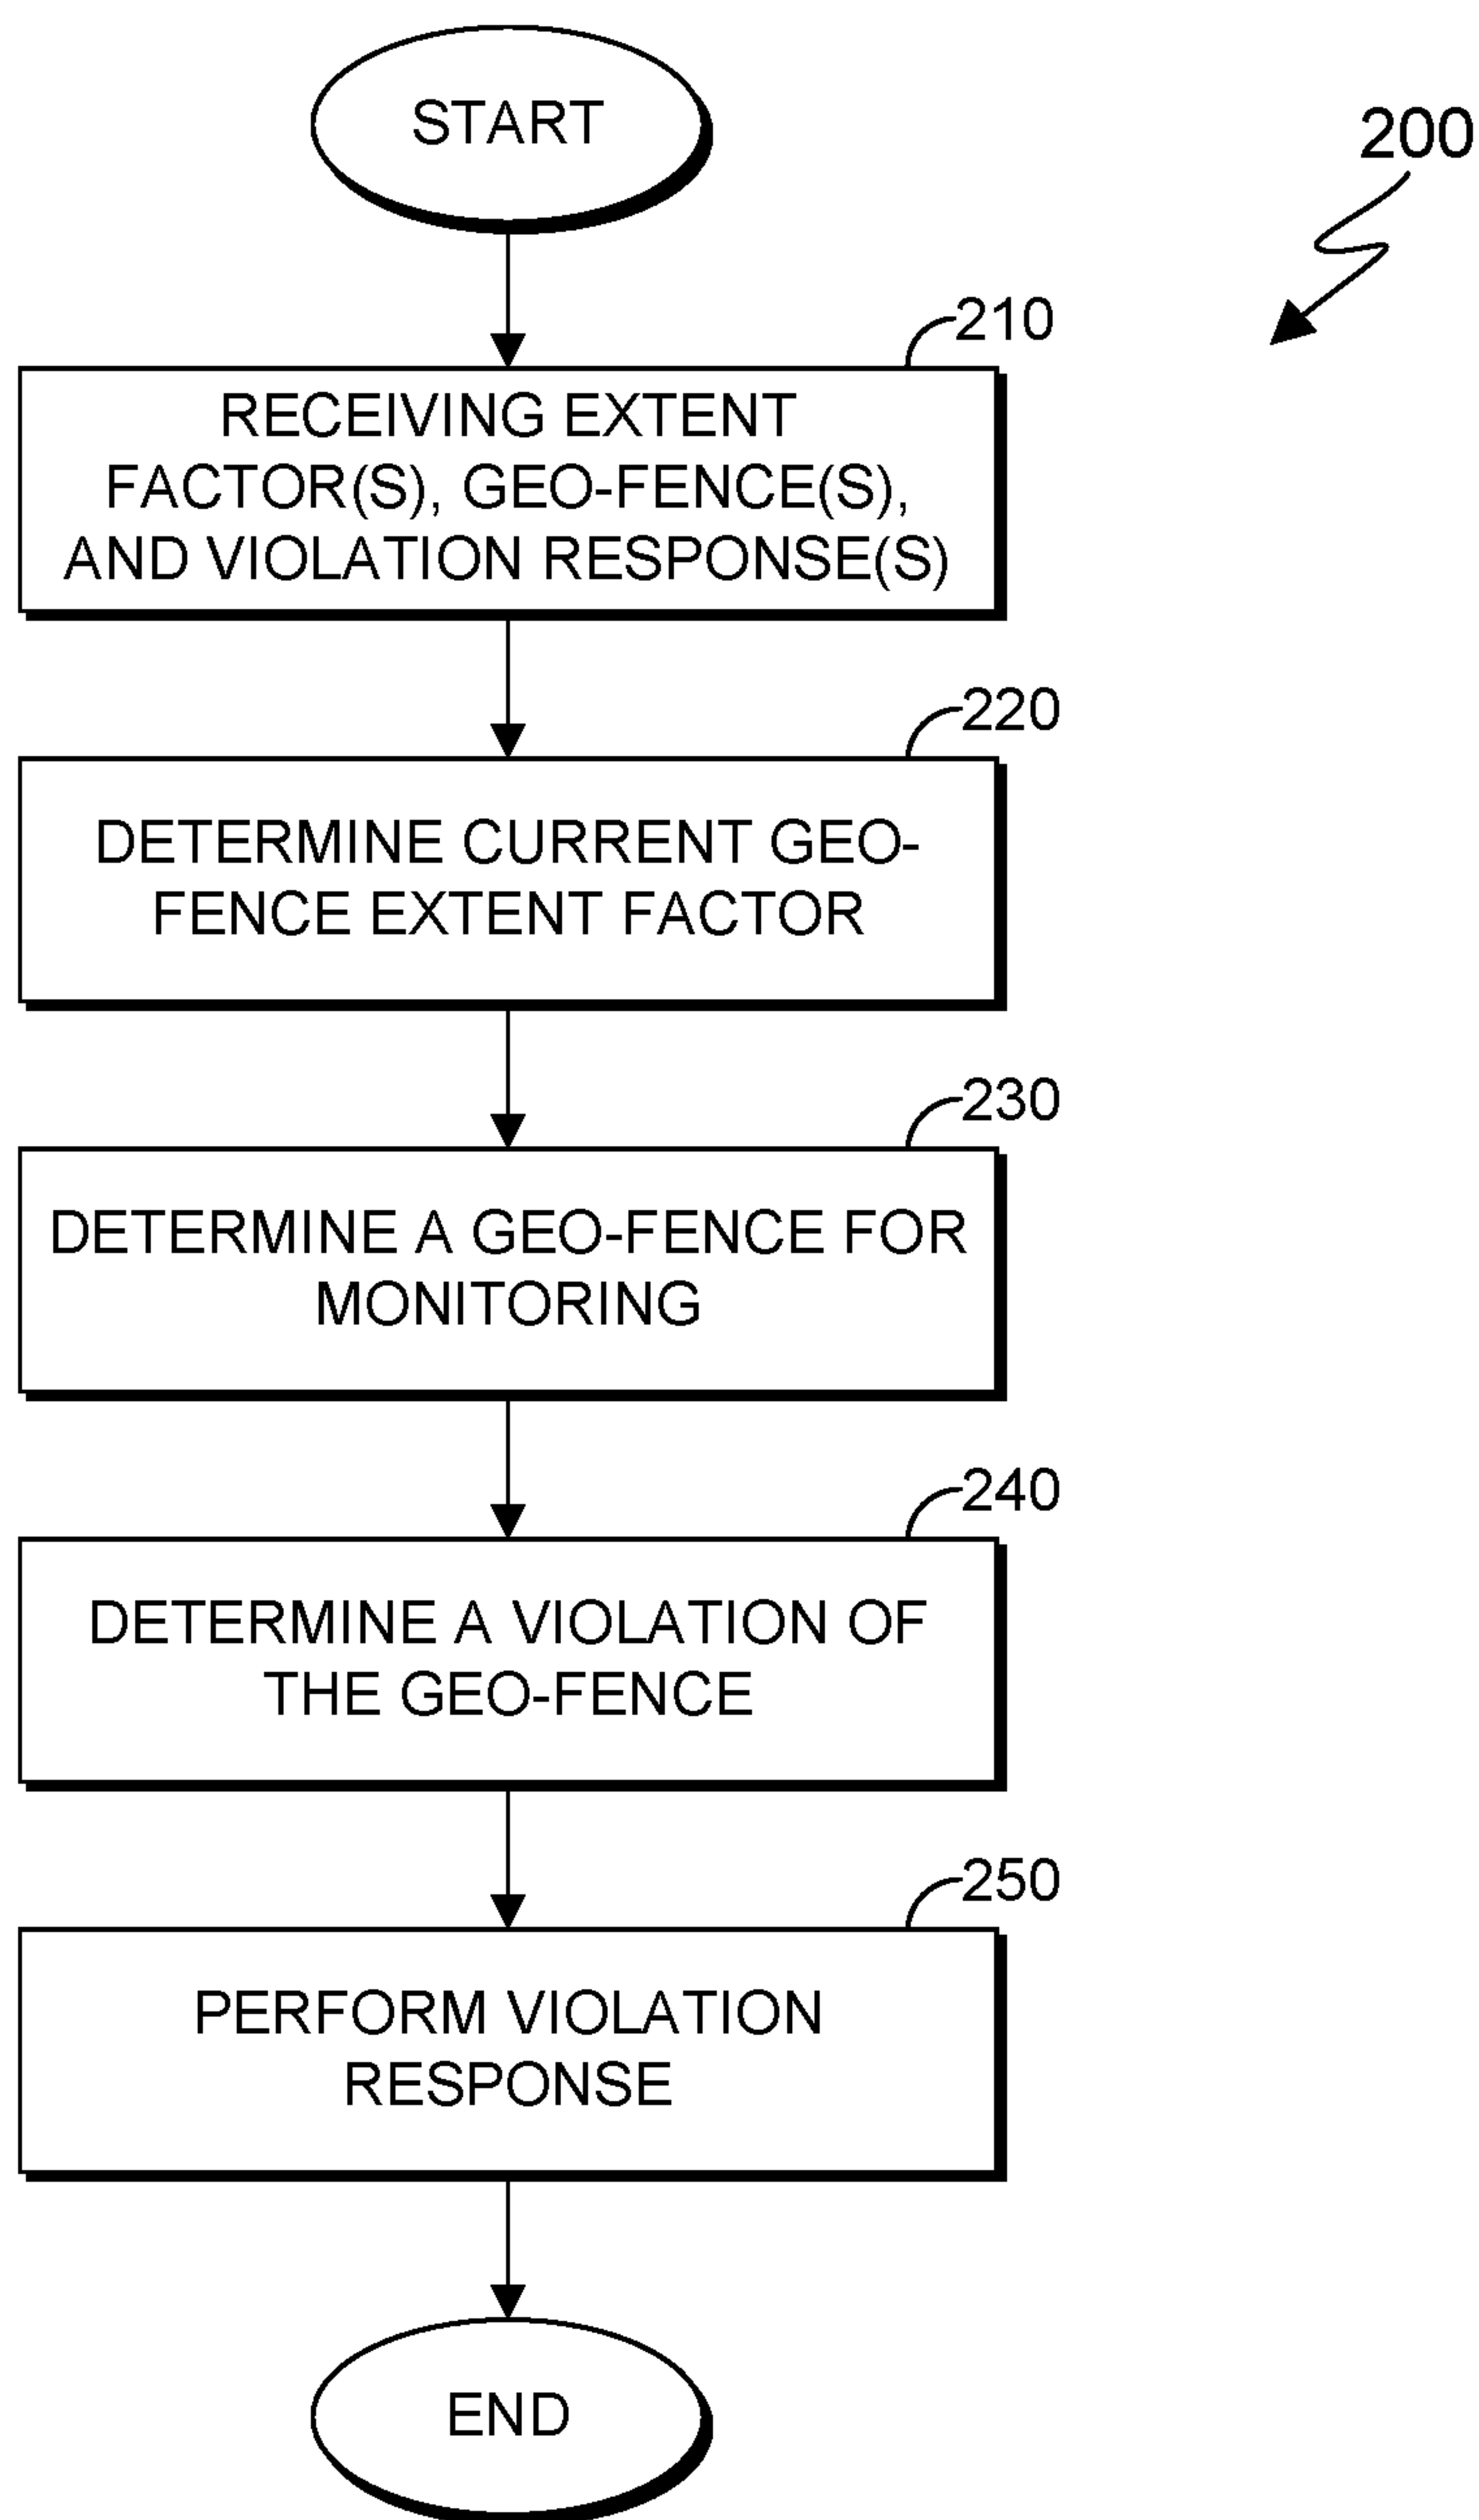 START
200
210
RECEIVING EXTENT
FACTOR(S), GEO-FENCE(S),
AND VIOLATION RESPONSE(S)
220
DETERMINE CURRENT GEO-
FENCE EXTENT FACTOR
230
DETERMINE A GEO-FENCE FOR
MONITORING
240
DETERMINE A VIOLATION OF
THE GEO-FENCE
250
PERFORM VIOLATION
RESPONSE
END